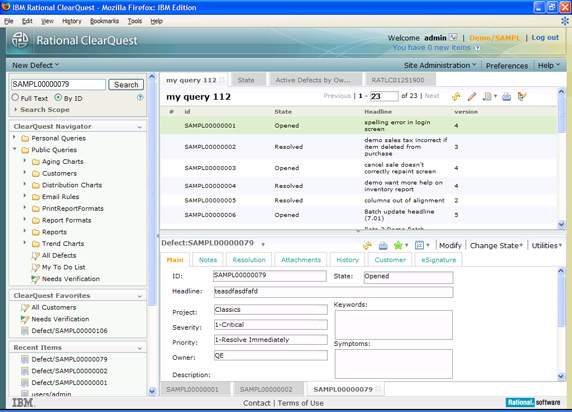 IBM Rational ClearQuest - Mozilla Firefox: IBM Edition
File Edit View History Bookmarks Tools Help
Rational ClearQuest
Welcome admin | Demo/SAMPL | Log out
You have 0 new items
New Defect Site Administration Preferences Help
SAMPL00000079 Search
Full Text By ID
Search Scope
ClearQuest Navigator
Personal Queries
Public Queries
Aging Charts
Customers
Distribution Charts
Email Rules
PrintReportFormats
Report Formats
Reports
Trend Charts
All Defects
My To Do List
Needs Verification
ClearQuest Favorites
All Customers
Needs Verification
Defect/SAMPL00000106
Recent Items
Defect/SAMPL00000079
Defect/SAMPL00000002
Defect/SAMPL00000001
users/admin
my query 112 State Active Defects by Ow... RATLC01251900
my query 112 Previous | 1 - 23 of 23 | Next
# id State Headline version
SAMPL00000001 Opened spelling error in login screen 4
SAMPL00000002 Resolved demo sales tax incorrect if item deleted from purchase 3
SAMPL00000003 Opened cancel sale doesn't correctly repaint screen 4
SAMPL00000004 Resolved demo want more help on inventory report 4
SAMPL00000005 Resolved columns out of alignment 2
SAMPL00000006 Opened Batch update headline (7.01) 5
Defect:SAMPL00000079 Modify Change State Utilities
Main Notes Resolution Attachments History Customer eSignature
ID: SAMPL00000079 State: Opened
Headline: teasdfasdfafd
Project: Classics Keywords:
Severity: 1-Critical
Priority: 1-Resolve Immediately Symptoms:
Owner: QE
Description:
SAMPL00000001 SAMPL00000002 SAMPL00000079
IBM Contact | Terms of Use Rational. software